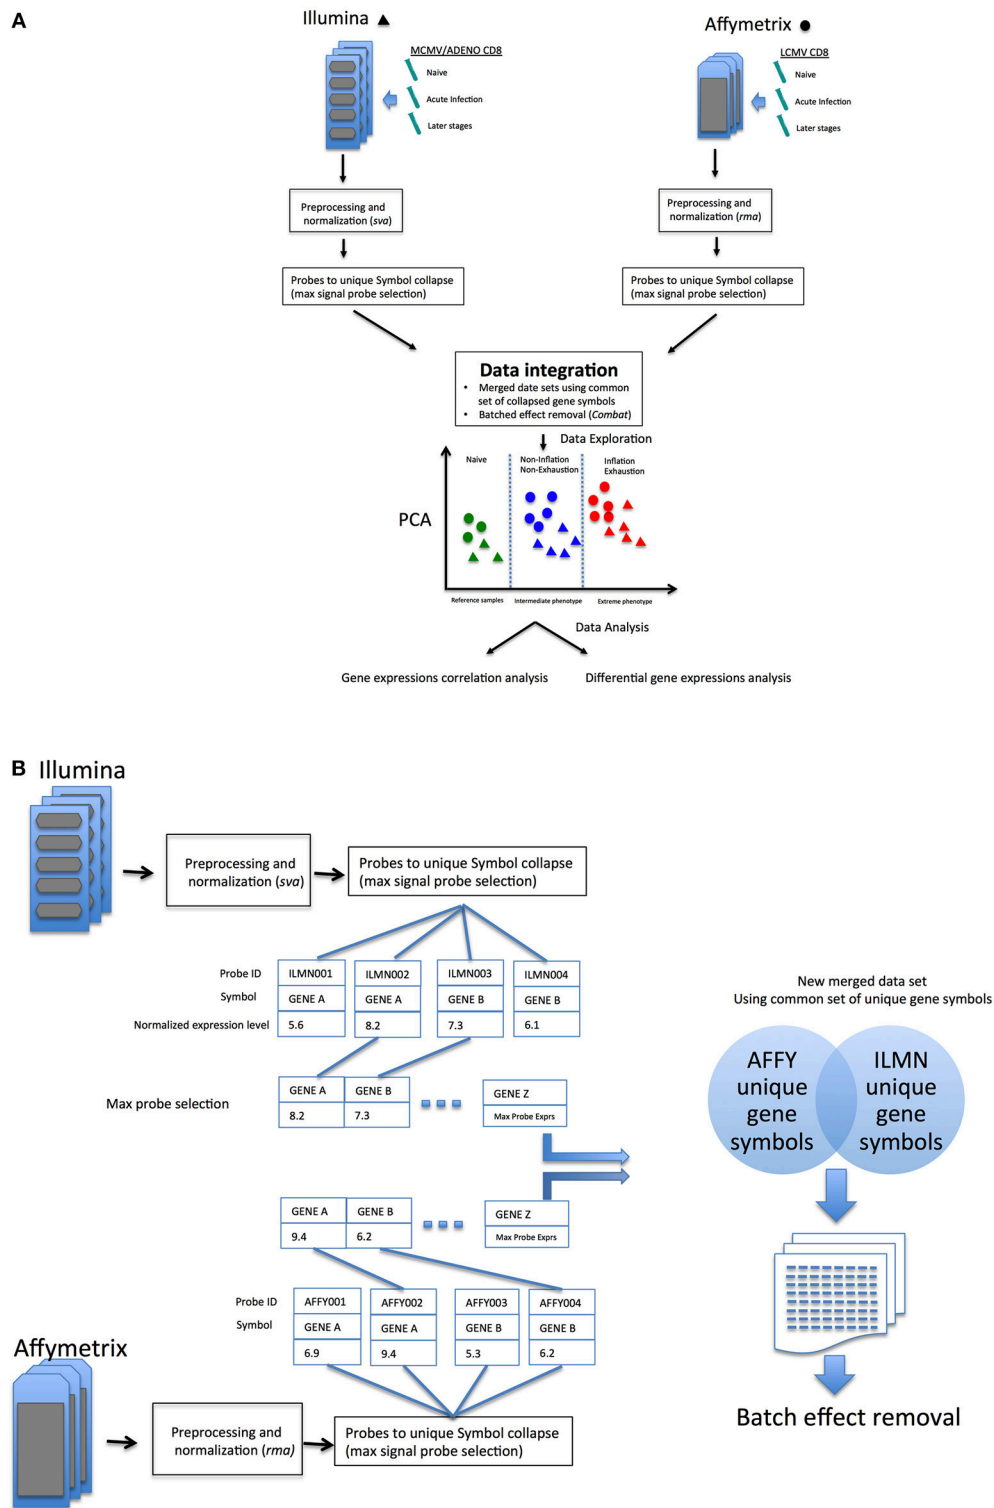 A
Illumina
MCMV/ADENO CD8
Naive
Acute Infection
Later stages
Affymetrix
LCMV CD8
Naive
Acute Infection
Later stages
Preprocessing and
normalization (sva)
Preprocessing and
normalization (rma)
Probes to unique Symbol collapse
(max signal probe selection)
Probes to unique Symbol collapse
(max signal probe selection)
Data integration
• Merged date sets using common
set of collapsed gene symbols
• Batched effect removal (Combat)
Data Exploration
Naive
Non-Inflation
Non-Exhaustion
Inflation
Exhaustion
PCA
Reference samples
Intermediate phenotype
Extreme phenotype
Data Analysis
Gene expressions correlation analysis
Differential gene expressions analysis
B
Illumina
Preprocessing and
normalization (sva)
Probes to unique Symbol collapse
(max signal probe selection)
Probe ID
ILMN001
ILMN002
ILMN003
ILMN004
Symbol
GENE A
GENE A
GENE B
GENE B
Normalized expression level
5.6
8.2
7.3
6.1
Max probe selection
GENE A
GENE B
GENE Z
8.2
7.3
Max Probe Exprs
GENE A
GENE B
GENE Z
9.4
6.2
Max Probe Exprs
Probe ID
AFFY001
AFFY002
AFFY003
AFFY004
Symbol
GENE A
GENE A
GENE B
GENE B
6.9
9.4
5.3
6.2
Affymetrix
Preprocessing and
normalization (rma)
Probes to unique Symbol collapse
(max signal probe selection)
New merged data set
Using common set of unique gene symbols
AFFY
unique
gene
symbols
ILMN
unique
gene
symbols
Batch effect removal